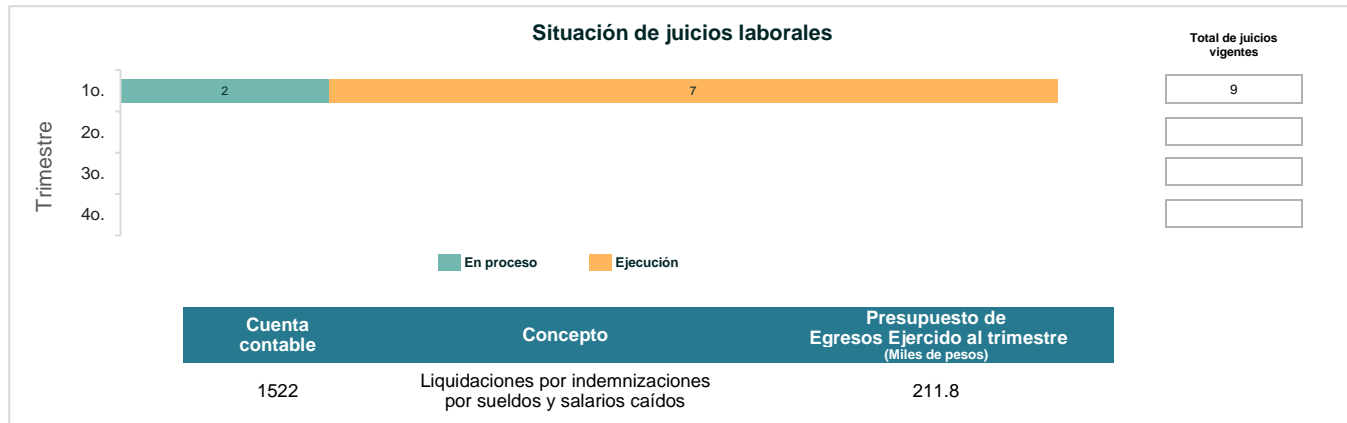 Situación de juicios laborales
Total de juicios
vigentes
Trimestre
1o.
2
7
9
2o.
3o.
4o.
En proceso
Ejecución
Cuenta
contable
Concepto
Presupuesto de
Egresos Ejercido al trimestre
(Miles de pesos)
1522
Liquidaciones por indemnizaciones
por sueldos y salarios caídos
211.8